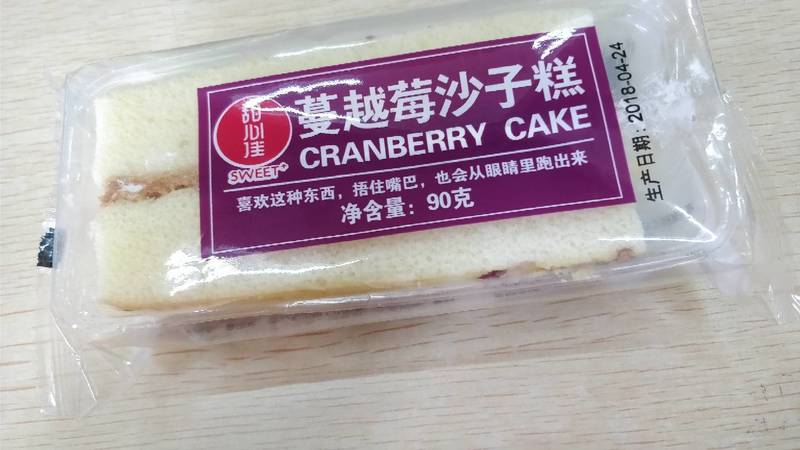 甜心佳
SWEET+
蔓越莓沙子糕
CRANBERRY CAKE
喜欢这种东西，捂住嘴巴，也会从眼睛里跑出来
净含量：90克
生产日期：2018-04-24